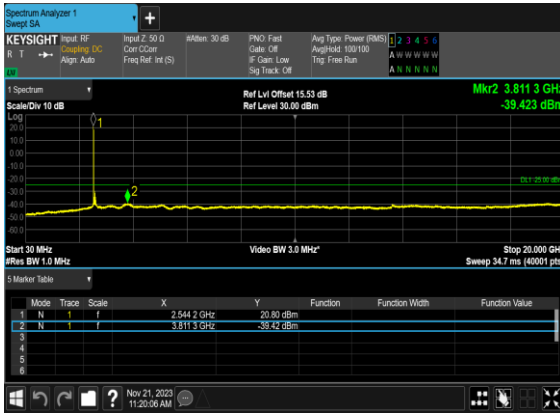 Spectrum Analyzer 1
Swept SA
+
KEYSIGHT Input: RF Input Z: 50 Ω #Atten: 30 dB PNO: Fast Avg Type: Power (RMS) 1 2 3 4 5 6
R T Coupling: DC Corr CCorr Gate: Off Avg|Hold: 100/100 A W W W W W
Align: Auto Freq Ref: Int (S) IF Gain: Low Trig: Free Run
Sig Track: Off A N N N N N
1 Spectrum Ref Lvl Offset 15.53 dB Mkr2 3.811 3 GHz
Scale/Div 10 dB Ref Level 30.00 dBm -39.423 dBm
Log
1
20.0
10.0
0.00
-10.0
-20.0
DL1 -25.00 dBm
-30.0
2
-40.0
-50.0
-60.0
Start 30 MHz Video BW 3.0 MHz* Stop 20.000 GHz
#Res BW 1.0 MHz Sweep 34.7 ms (40001 pts)
5 Marker Table
Mode Trace Scale X Y Function Function Width Function Value
1 N 1 f 2.544 2 GHz 20.80 dBm
2 N 1 f 3.811 3 GHz -39.42 dBm
3
4
5
6
? Nov 21, 2023
11:20:06 AM